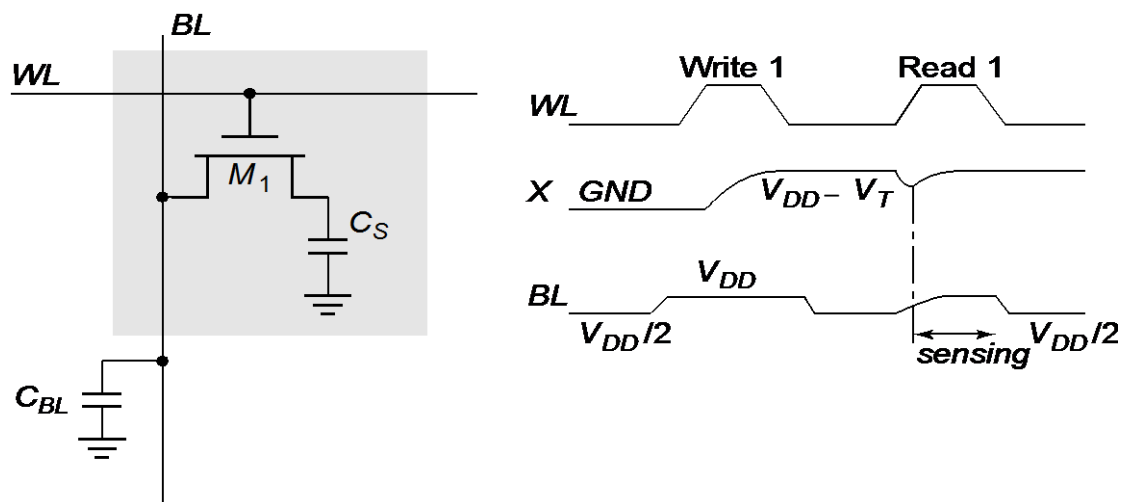 BL
WL
M1
CS
CBL
Write 1 Read 1
WL
X GND VDD – VT
VDD
BL
VDD/2 sensing VDD/2